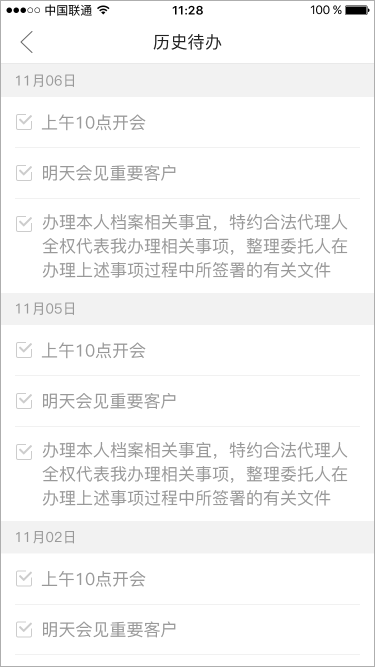 中国联通 11:28 100 %
历史待办
11月06日
上午10点开会
明天会见重要客户
办理本人档案相关事宜，特约合法代理人
全权代表我办理相关事项，整理委托人在
办理上述事项过程中所签署的有关文件
11月05日
上午10点开会
明天会见重要客户
办理本人档案相关事宜，特约合法代理人
全权代表我办理相关事项，整理委托人在
办理上述事项过程中所签署的有关文件
11月02日
上午10点开会
明天会见重要客户